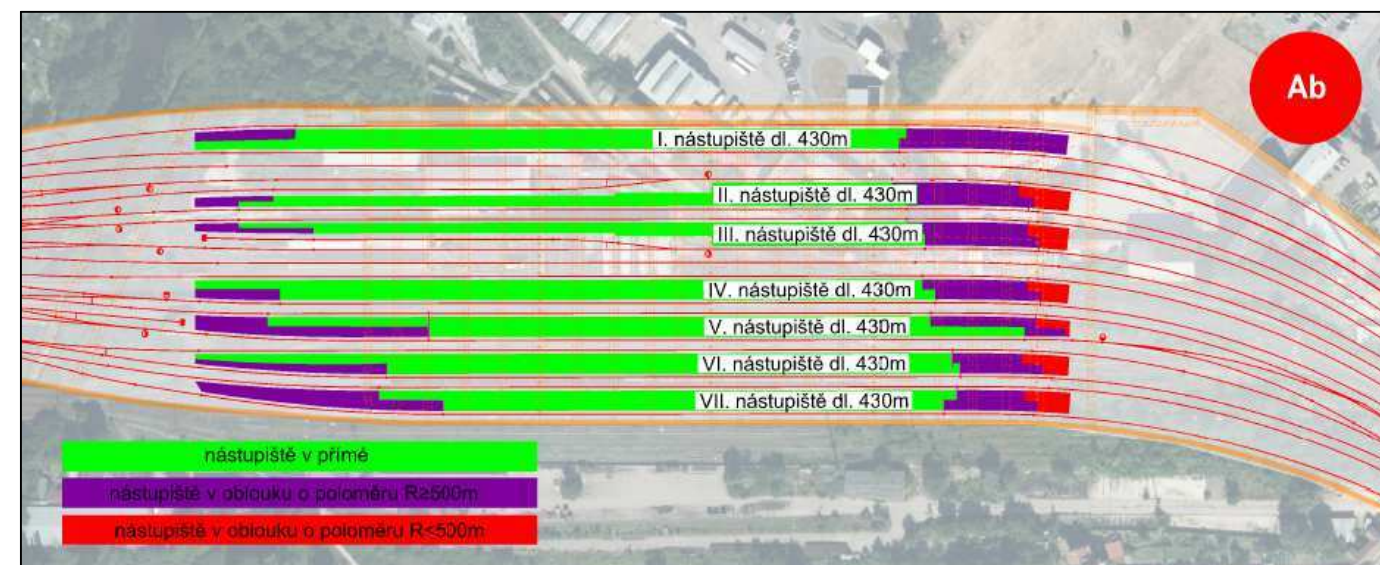 Ab
I. nástupiště dl. 430m
II. nástupiště dl. 430m
III. nástupiště dl. 430m
IV. nástupiště dl. 430m
V. nástupiště dl. 430m
VI. nástupiště dl. 430m
VII. nástupiště dl. 430m
nástupiště v přímé
nástupiště v oblouku o poloměru R≥500m
nástupiště v oblouku o poloměru R<500m